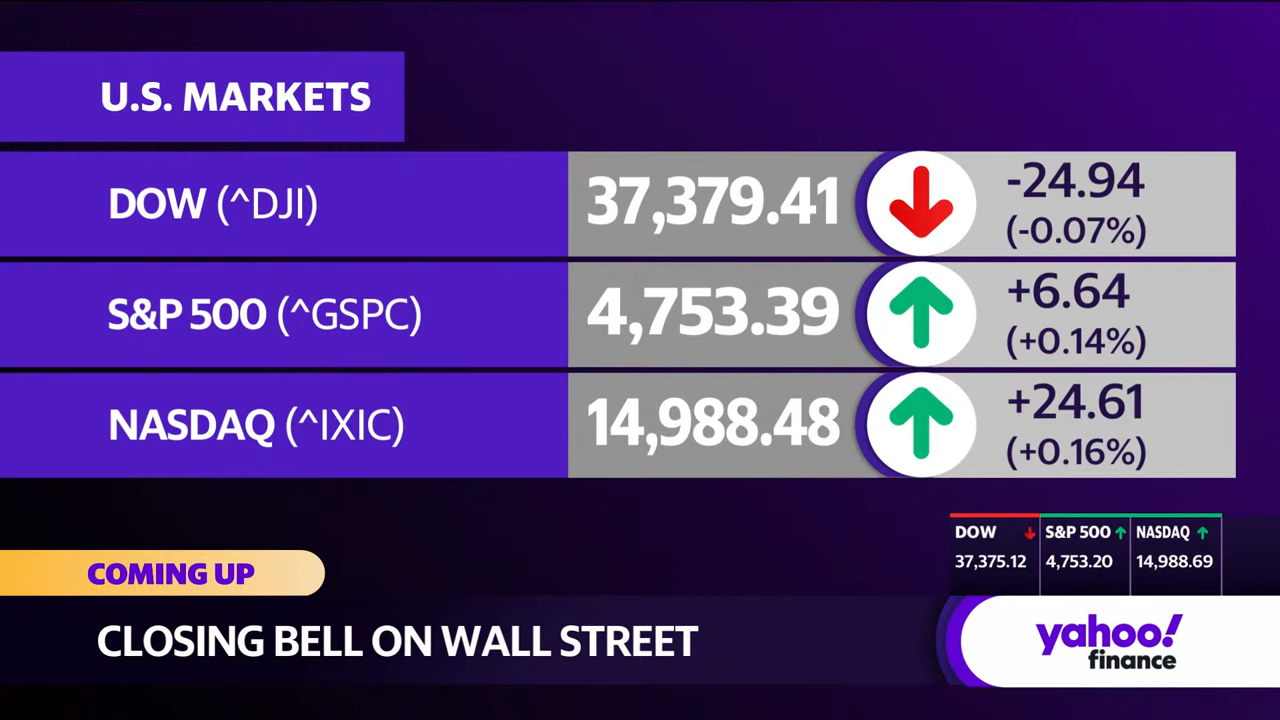 U.S. MARKETS
DOW (^DJI) 37,379.41 -24.94
(-0.07%)
S&P 500 (^GSPC) 4,753.39 +6.64
(+0.14%)
NASDAQ (^IXIC) 14,988.48 +24.61
(+0.16%)
DOW S&P 500 NASDAQ
37,375.12 4,753.20 14,988.69
COMING UP
CLOSING BELL ON WALL STREET
yahoo!
finance